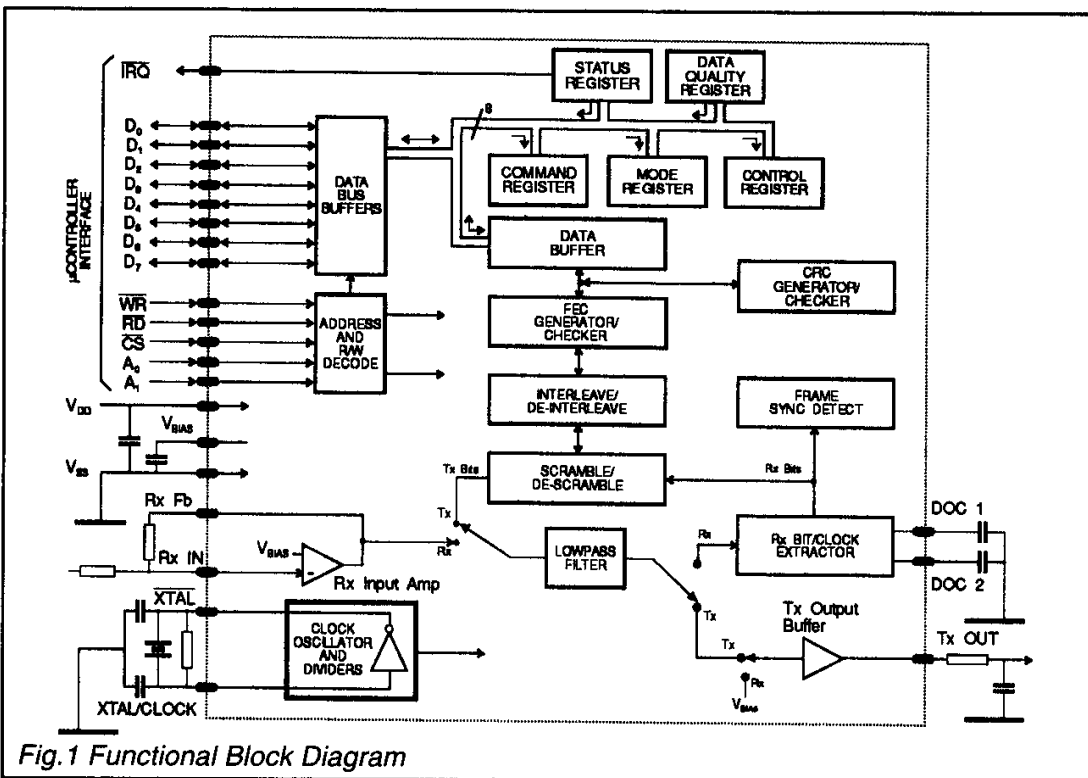 μCONTROLLER
INTERFACE
IRQ
D₀
D₁
D₂
D₃
D₄
D₅
D₆
D₇
WR
RD
CS
A₀
A₁
DATA
BUS
BUFFERS
ADDRESS
AND
R/W
DECODE
STATUS
REGISTER
DATA
QUALITY
REGISTER
8
COMMAND
REGISTER
MODE
REGISTER
CONTROL
REGISTER
DATA
BUFFER
CRC
GENERATOR/
CHECKER
FEC
GENERATOR/
CHECKER
INTERLEAVE/
DE-INTERLEAVE
FRAME
SYNC DETECT
SCRAMBLE/
DE-SCRAMBLE
Tx Bits
Rx Bits
V_DD
V_BIAS
V_SS
Rx Fb
Rx IN
V_BIAS
-
Rx Input Amp
Tx
Rx
LOWPASS
FILTER
Rx
Rx BIT/CLOCK
EXTRACTOR
DOC 1
DOC 2
Tx
Tx
Rx
V_BIAS
Tx Output
Buffer
Tx OUT
XTAL
XTAL/CLOCK
CLOCK
OSCILLATOR
AND
DIVIDERS
Fig.1 Functional Block Diagram